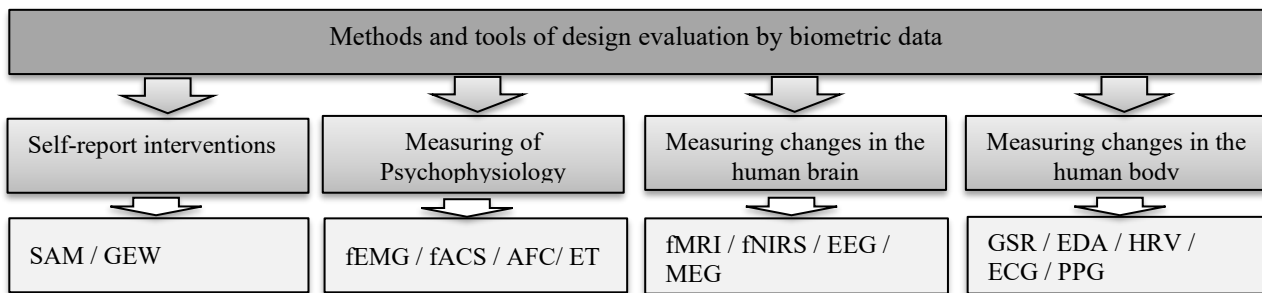 Methods and tools of design evaluation by biometric data
Self-report interventions
Measuring of
Psychophysiology
Measuring changes in the
human brain
Measuring changes in the
human body
SAM / GEW
fEMG / fACS / AFC/ ET
fMRI / fNIRS / EEG /
MEG
GSR / EDA / HRV /
ECG / PPG